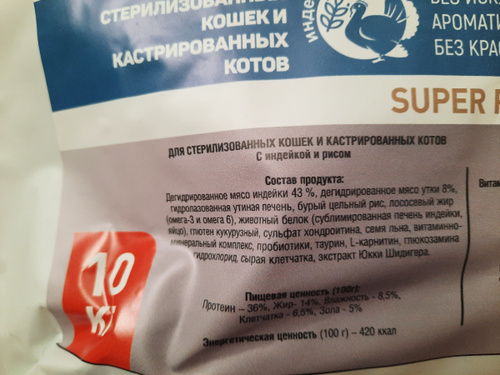 СТЕРИЛИЗОВАННЫХ
КОШЕК И
КАСТРИРОВАННЫХ
КОТОВ
инде
БЕЗ
АРОМАТИ
БЕЗ КРА
SUPER
ДЛЯ СТЕРИЛИЗОВАННЫХ КОШЕК И КАСТРИРОВАННЫХ КОТОВ
С индейкой и рисом
Состав продукта:
Дегидрированное мясо индейки 43 %, дегидрированное мясо утки 8%,
гидролизованная утиная печень, бурый цельный рис, лососевый жир
(омега-3 и омега 6), животный белок (сублимированная печень индейки,
яйцо), глютен кукурузный, сульфат хондроитина, семя льна, витаминно-
минеральный комплекс, пробиотики, таурин, L-карнитин, глюкозамина
гидрохлорид, сырая клетчатка, экстракт Юкки Шидигера.
Пищевая ценность (100г):
Протеин – 36%, Жир- 14%, Влажность - 8,5%,
Клетчатка - 6,5%, Зола - 5%
Энергетическая ценность (100 г) – 420 ккал
10
КГ